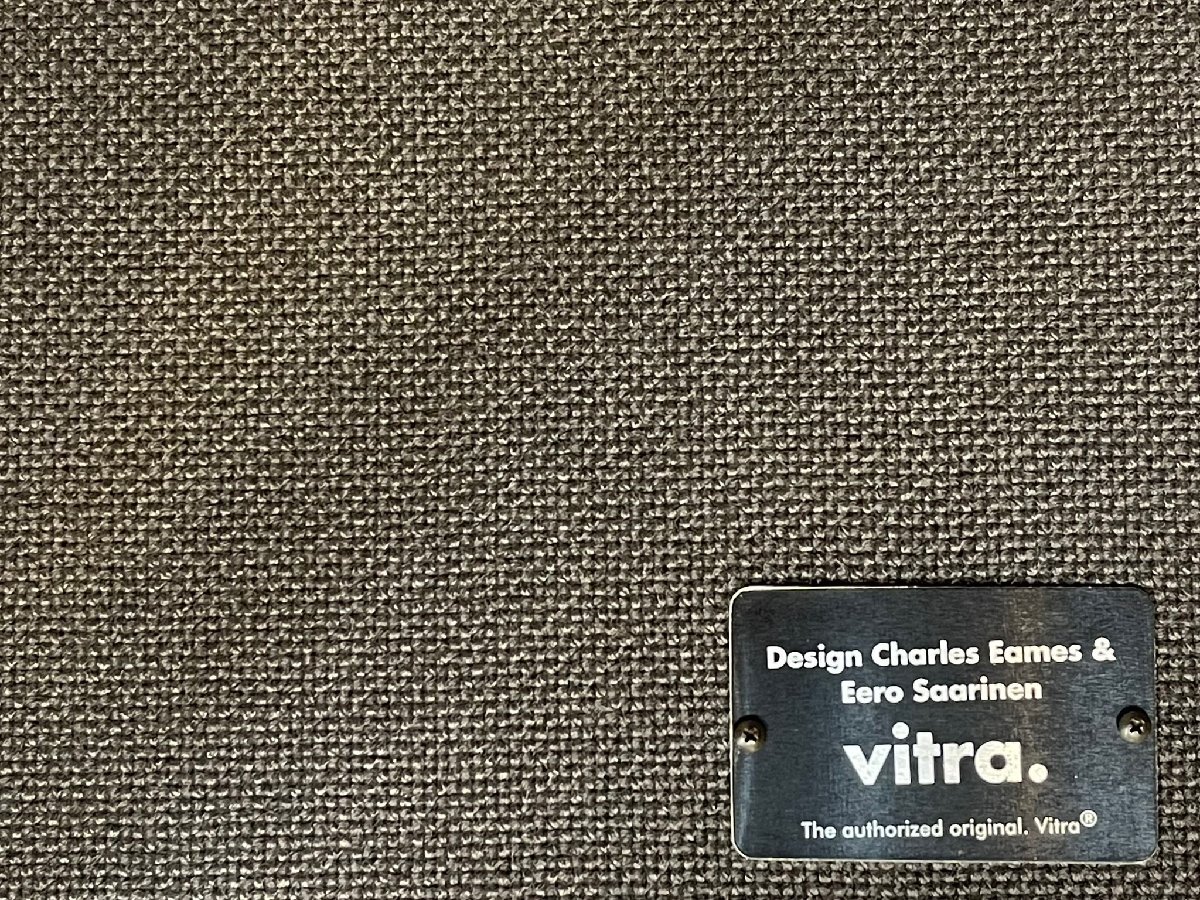 Design Charles Eames &
Eero Saarinen
vitra.
The authorized original. Vitra®